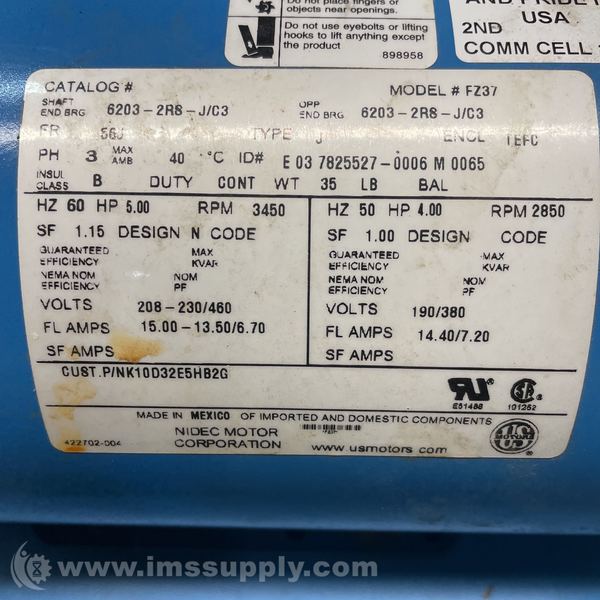 Do not place fingers or
objects near openings.
Do not use eyebolts or lifting
hooks to lift anything except
the product
898958
USA
2ND
COMM CELL
CATALOG #
MODEL # FZ37
SHAFT END BRG 6203-2RS-J/C3 OPP END BRG 6203-2RS-J/C3
FR 56J TYPE J ENCL TEFC
PH 3 MAX AMB 40 °C ID# E 03 7825527-0006 M 0065
INSUL CLASS B DUTY CONT WT 35 LB BAL
HZ 60 HP 5.00 RPM 3450
SF 1.15 DESIGN N CODE
GUARANTEED EFFICIENCY MAX KVAR
NEMA NOM EFFICIENCY NOM PF
VOLTS 208-230/460
FL AMPS 15.00-13.50/6.70
SF AMPS
HZ 50 HP 4.00 RPM 2850
SF 1.00 DESIGN CODE
GUARANTEED EFFICIENCY MAX KVAR
NEMA NOM EFFICIENCY NOM PF
VOLTS 190/380
FL AMPS 14.40/7.20
SF AMPS
CUST.P/NK10D32E5HB2G
E51488
101262
MADE IN MEXICO OF IMPORTED AND DOMESTIC COMPONENTS
422702-004
NIDEC MOTOR
CORPORATION
www.usmotors.com
US MOTORS
www.imssupply.com